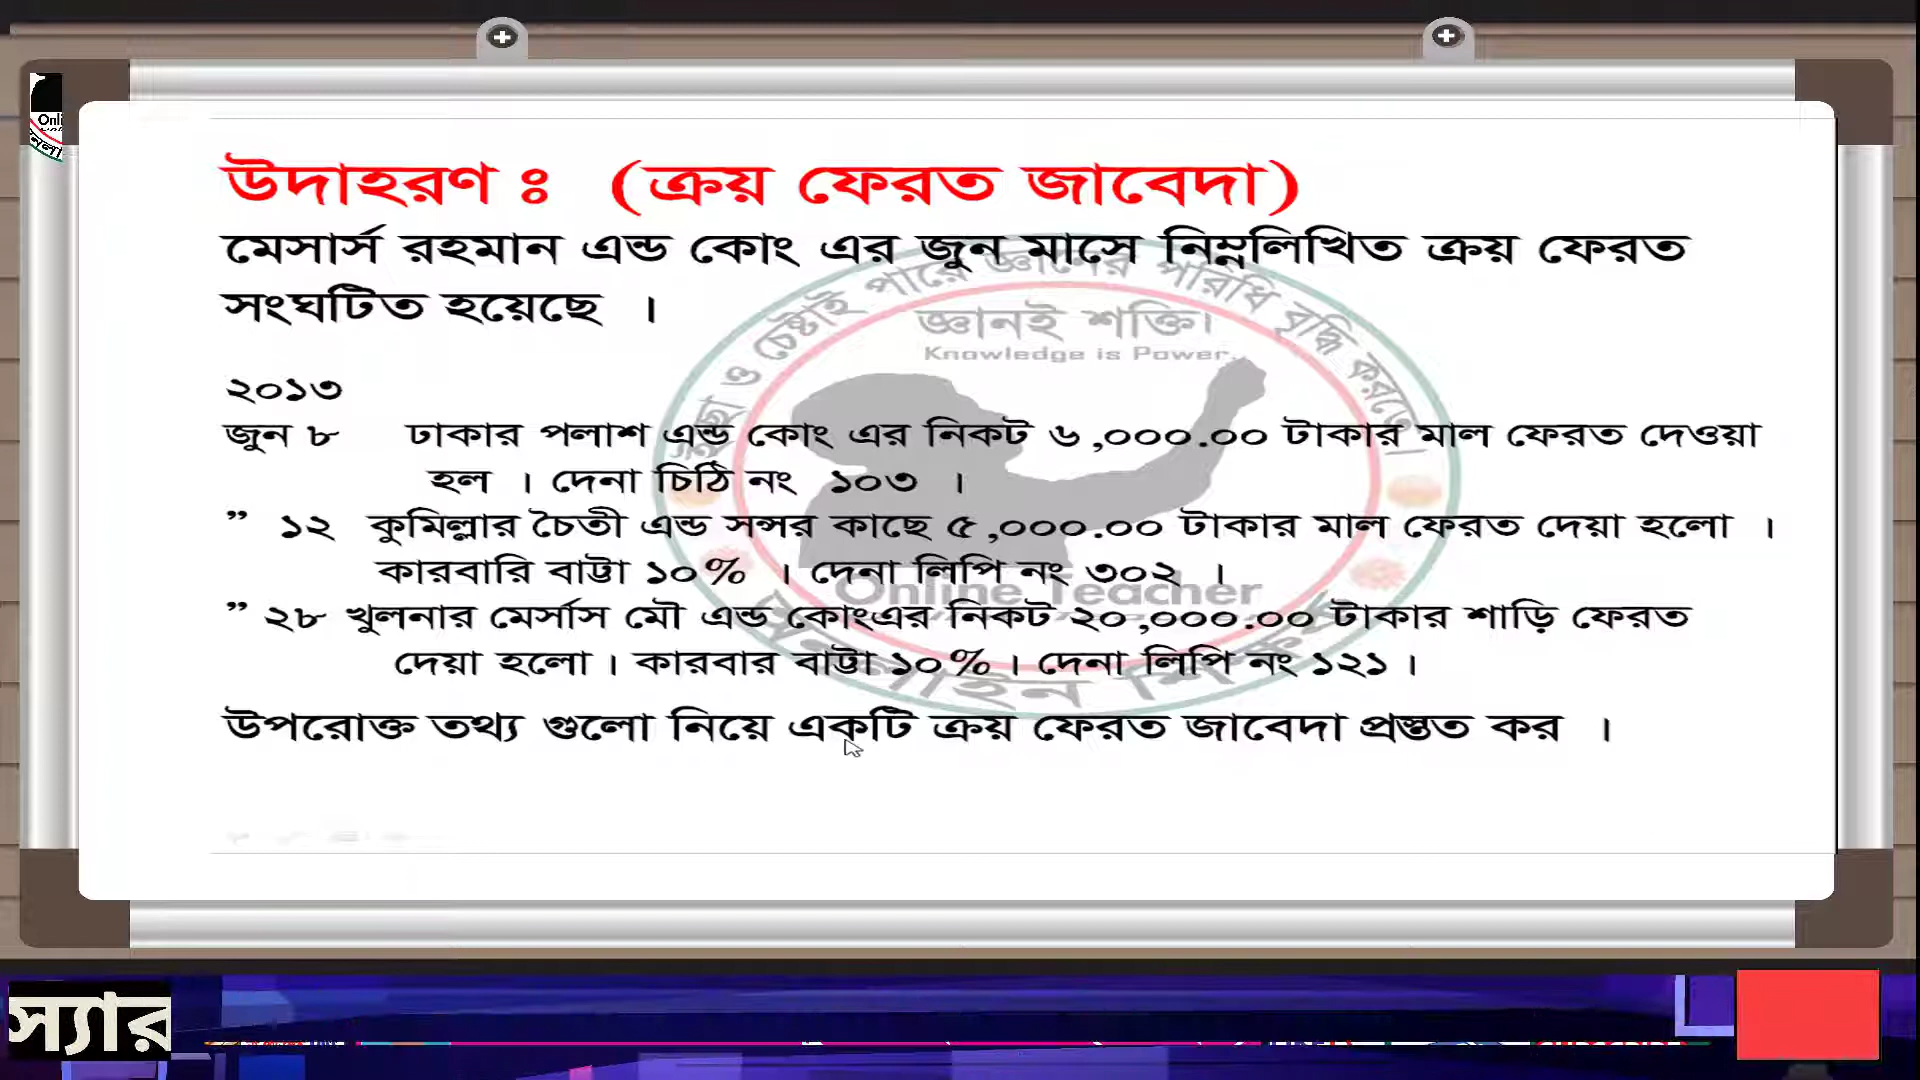 উদাহরণ ঃ (ক্রয় ফেরত জাবেদা)
মেসার্স রহমান এন্ড কোং এর জুন মাসে নিম্নলিখিত ক্রয় ফেরত
সংঘটিত হয়েছে ।
২০১৩
জুন ৮ ঢাকার পলাশ এন্ড কোং এর নিকট ৬,০০০.০০ টাকার মাল ফেরত দেওয়া
হল । দেনা চিঠি নং ১০৩ ।
” ১২ কুমিল্লার চৈতী এন্ড সন্সর কাছে ৫,০০০.০০ টাকার মাল ফেরত দেয়া হলো ।
কারবারি বাট্টা ১০% । দেনা লিপি নং ৩০২ ।
” ২৮ খুলনার মের্সাস মৌ এন্ড কোংএর নিকট ২০,০০০.০০ টাকার শাড়ি ফেরত
দেয়া হলো । কারবার বাট্টা ১০% । দেনা লিপি নং ১২১ ।
উপরোক্ত তথ্য গুলো নিয়ে একটি ক্রয় ফেরত জাবেদা প্রস্তুত কর ।
ও চেষ্টাই পারে জ্ঞানের পরিধি বৃদ্ধি করতে
জ্ঞানই শক্তি।
Knowledge is Power.
Online Teacher
স্যার